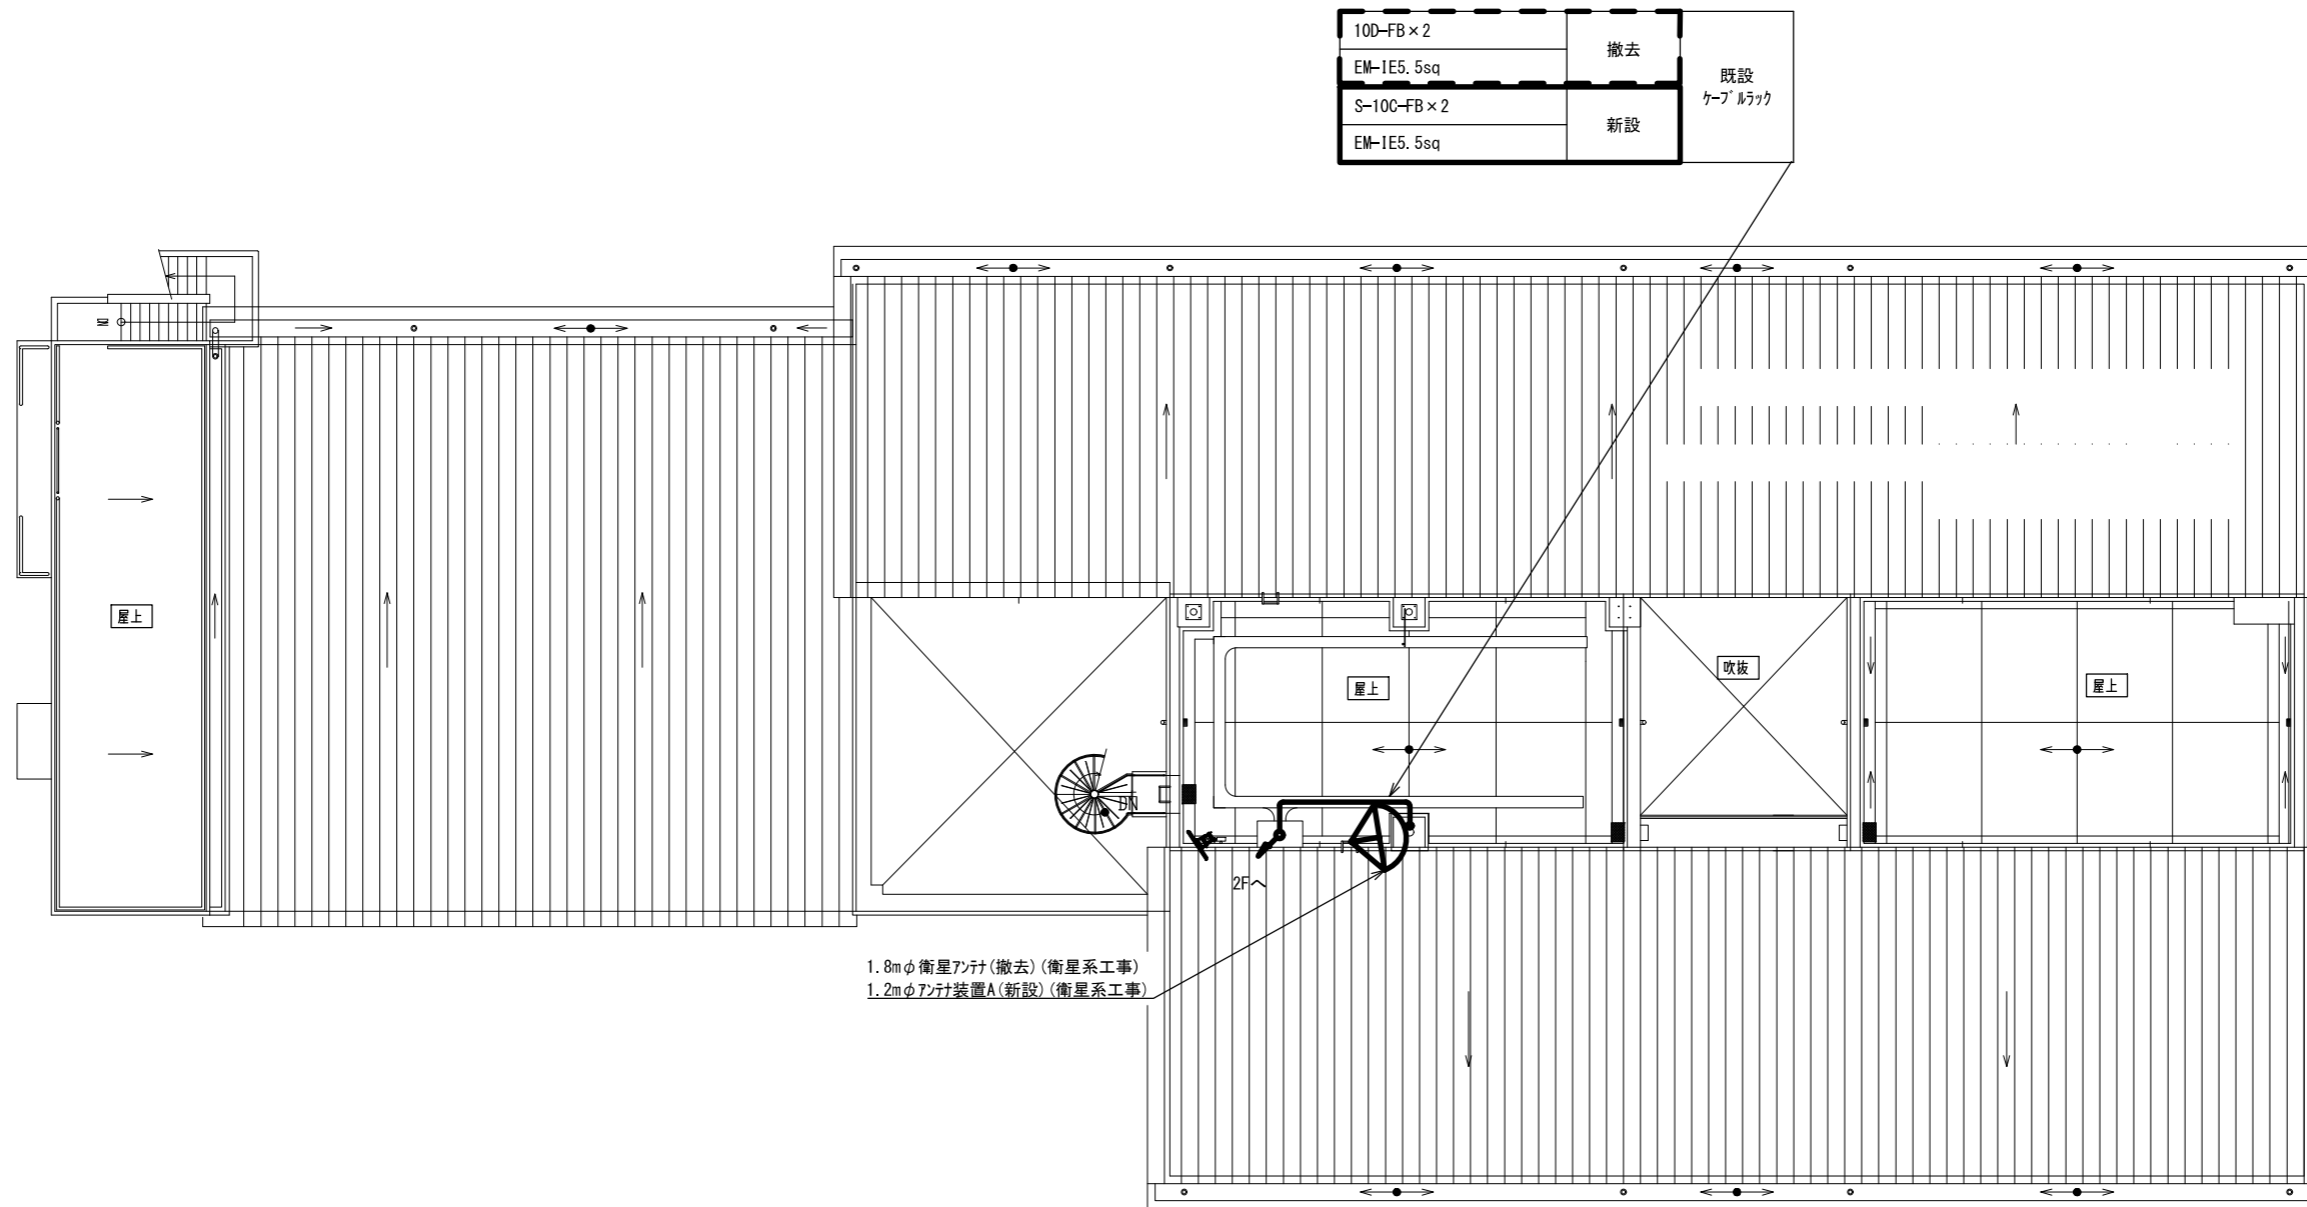 10D-FB×2
EM-IE5.5sq
撤去
S-10C-FB×2
EM-IE5.5sq
新設
既設
ケーブルラック
屋上
屋上
吹抜
屋上
DN
2Fへ
1.8mφ衛星アンテナ(撤去)(衛星系工事)
1.2mφアンテナ装置A(新設)(衛星系工事)